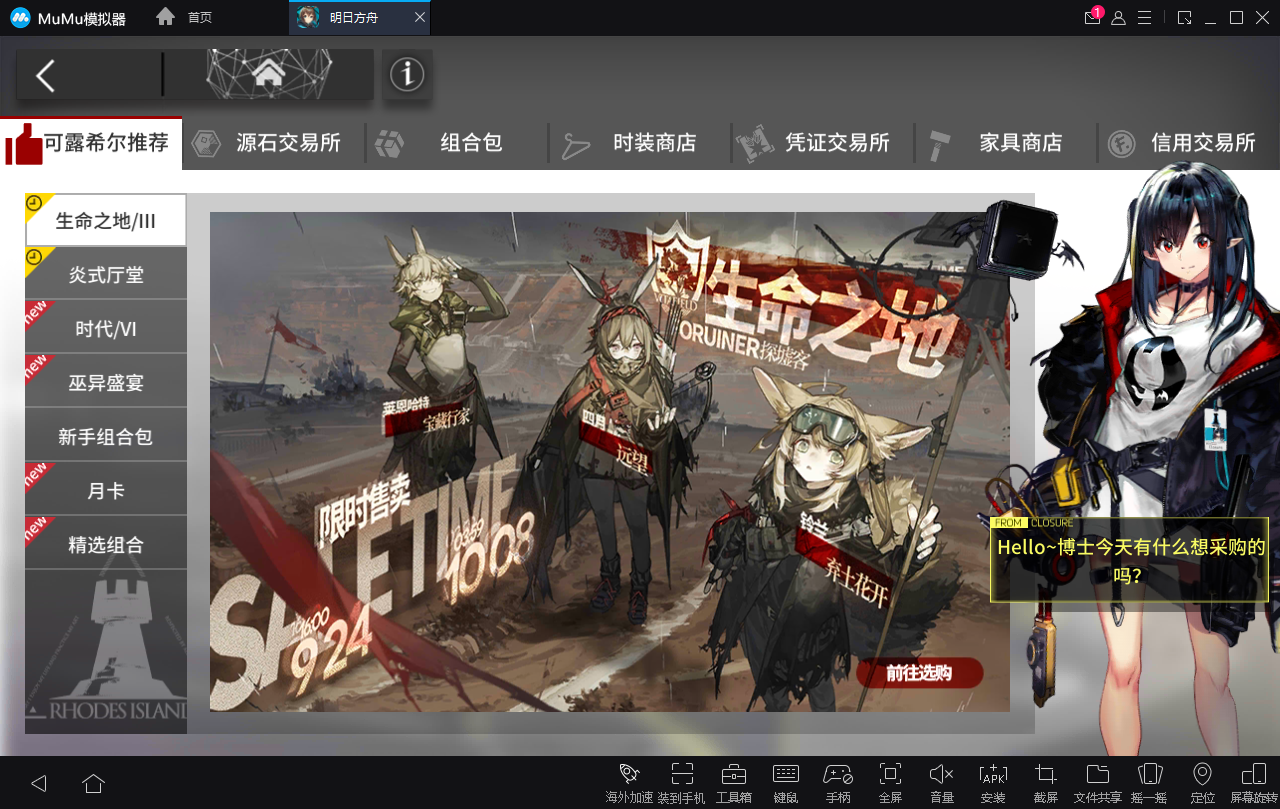 MuMu模拟器
首页
明日方舟
1
可露希尔推荐
源石交易所
组合包
时装商店
凭证交易所
家具商店
信用交易所
生命之地/III
炎式厅堂
new
时代/VI
new
巫异盛宴
新手组合包
new
月卡
new
精选组合
RHODES ISLAND
生命之地
RUINER探墟客
莱恩哈特
宝藏行家
四月
远望
铃兰
弃土花开
限时售卖
SALE TIME
16:00
9.24
03:59
10.08
前往选购
FROM CLOSURE
Hello~博士今天有什么想采购的
吗?
海外加速
装到手机
工具箱
键鼠
手柄
全屏
音量
APK
安装
截屏
文件共享
摇一摇
定位
屏幕旋转